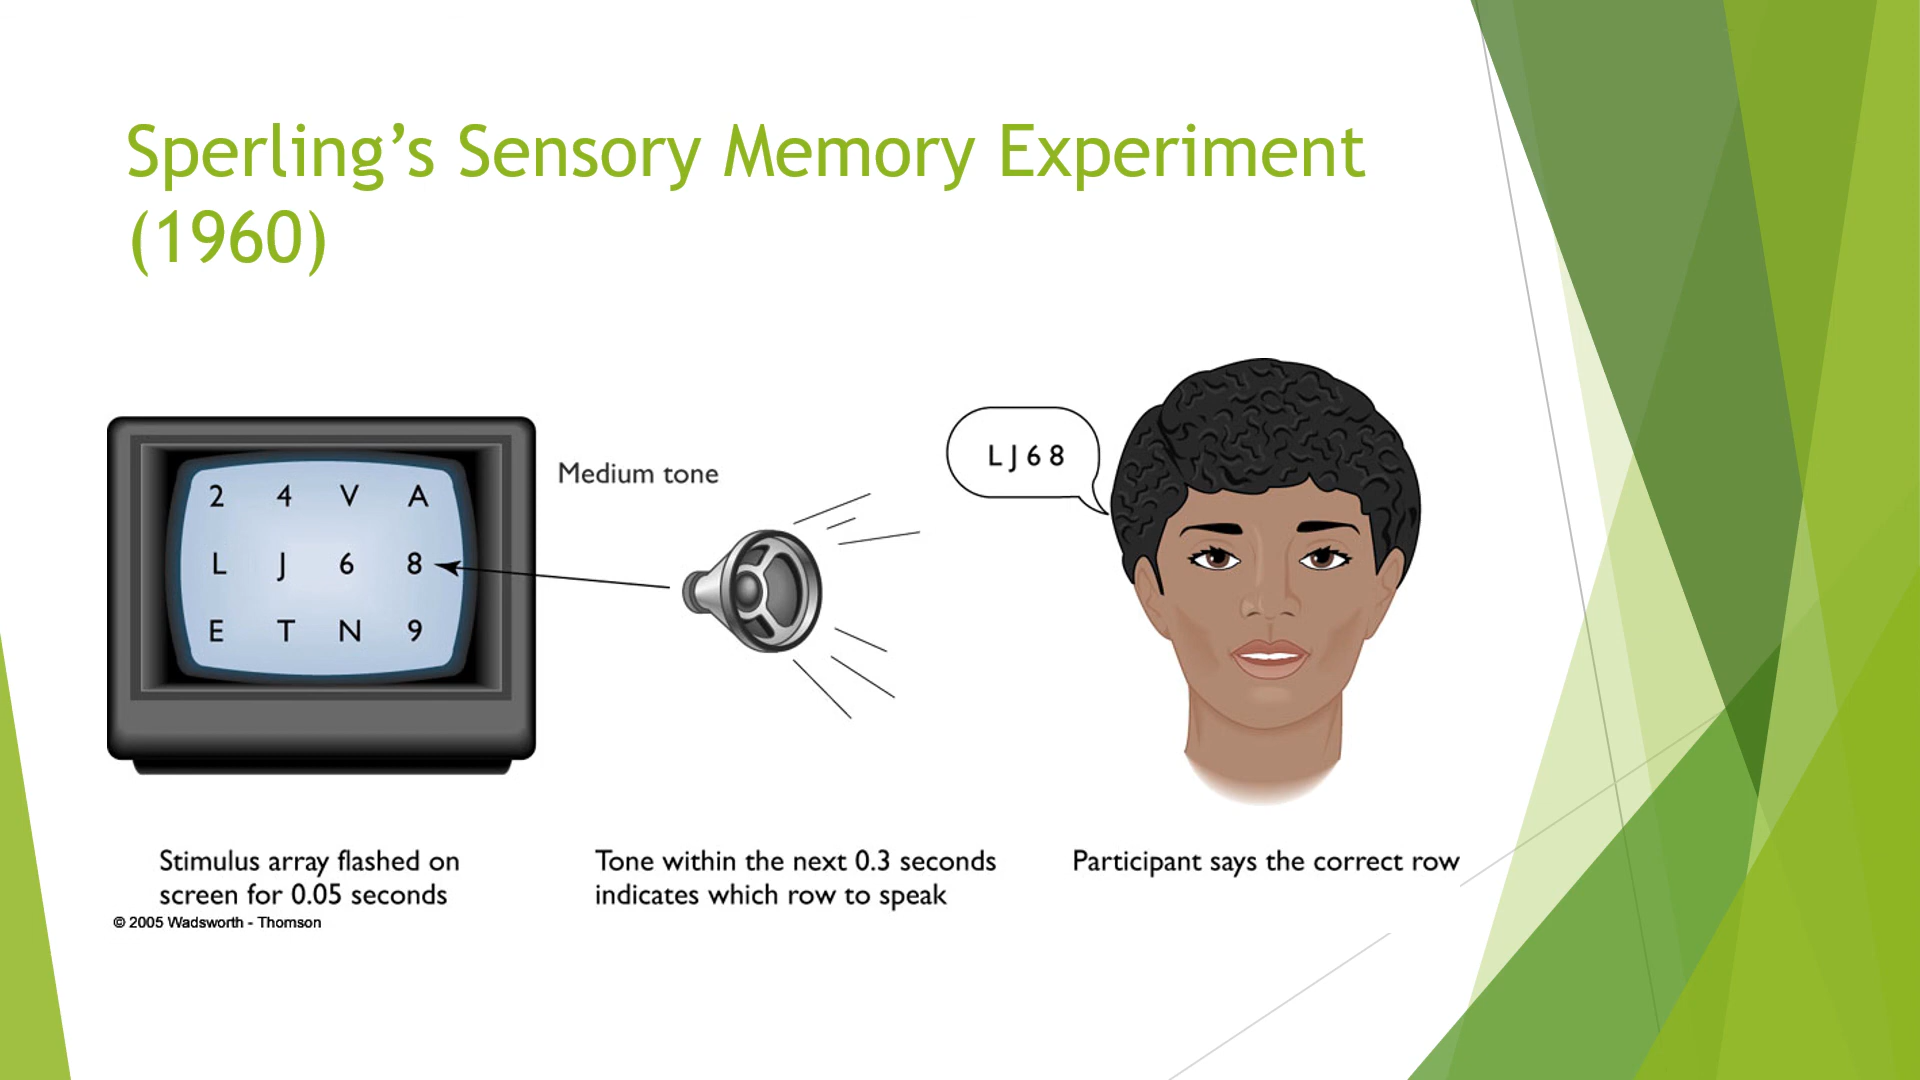 Sperling’s Sensory Memory Experiment
(1960)
2 4 V A
L J 6 8
E T N 9
Medium tone
L J 6 8
Stimulus array flashed on
screen for 0.05 seconds
Tone within the next 0.3 seconds
indicates which row to speak
Participant says the correct row
© 2005 Wadsworth - Thomson